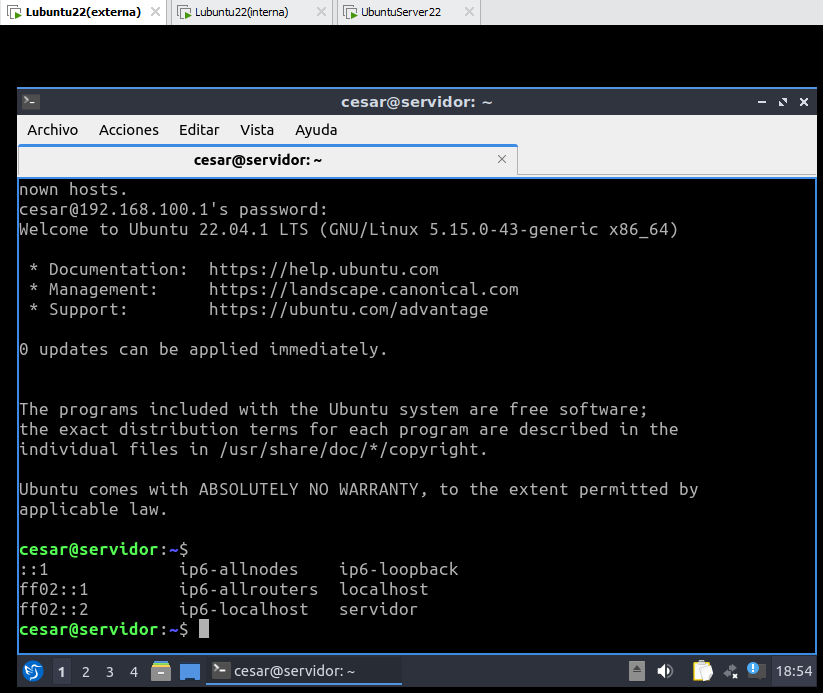 Lubuntu22(externa) Lubuntu22(interna) UbuntuServer22
cesar@servidor: ~
Archivo Acciones Editar Vista Ayuda
cesar@servidor: ~
nown hosts.
cesar@192.168.100.1's password:
Welcome to Ubuntu 22.04.1 LTS (GNU/Linux 5.15.0-43-generic x86_64)
* Documentation: https://help.ubuntu.com
* Management: https://landscape.canonical.com
* Support: https://ubuntu.com/advantage
0 updates can be applied immediately.
The programs included with the Ubuntu system are free software;
the exact distribution terms for each program are described in the
individual files in /usr/share/doc/*/copyright.
Ubuntu comes with ABSOLUTELY NO WARRANTY, to the extent permitted by
applicable law.
cesar@servidor:~$
::1 ip6-allnodes ip6-loopback
ff02::1 ip6-allrouters localhost
ff02::2 ip6-localhost servidor
cesar@servidor:~$
1 2 3 4 cesar@servidor: ~ 18:54